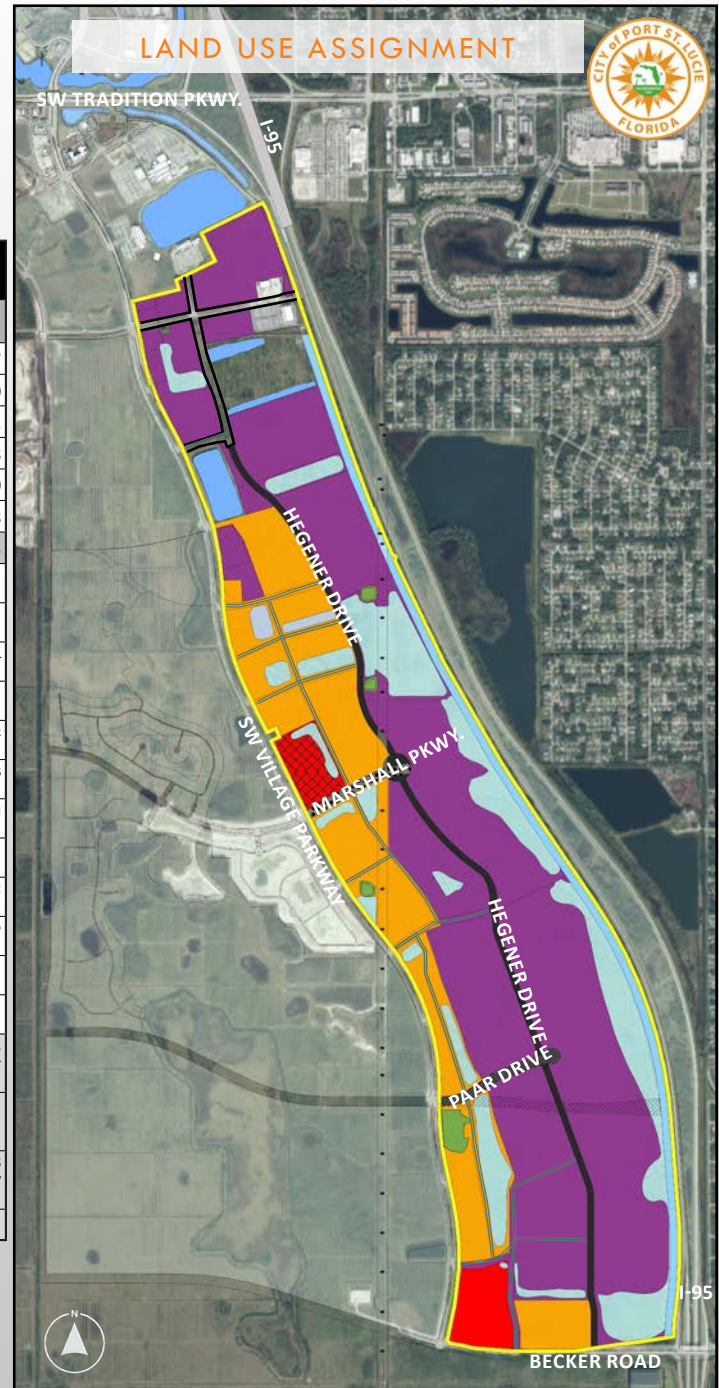 LAND USE ASSIGNMENT
CITY of PORT ST. LUCIE
FLORIDA
SW TRADITION PKWY.
I-95
HEGENER DRIVE
SW VILLAGE PARKWAY
MARSHALL PKWY.
HEGENER DRIVE
PAAR DRIVE
I-95
N
BECKER ROAD